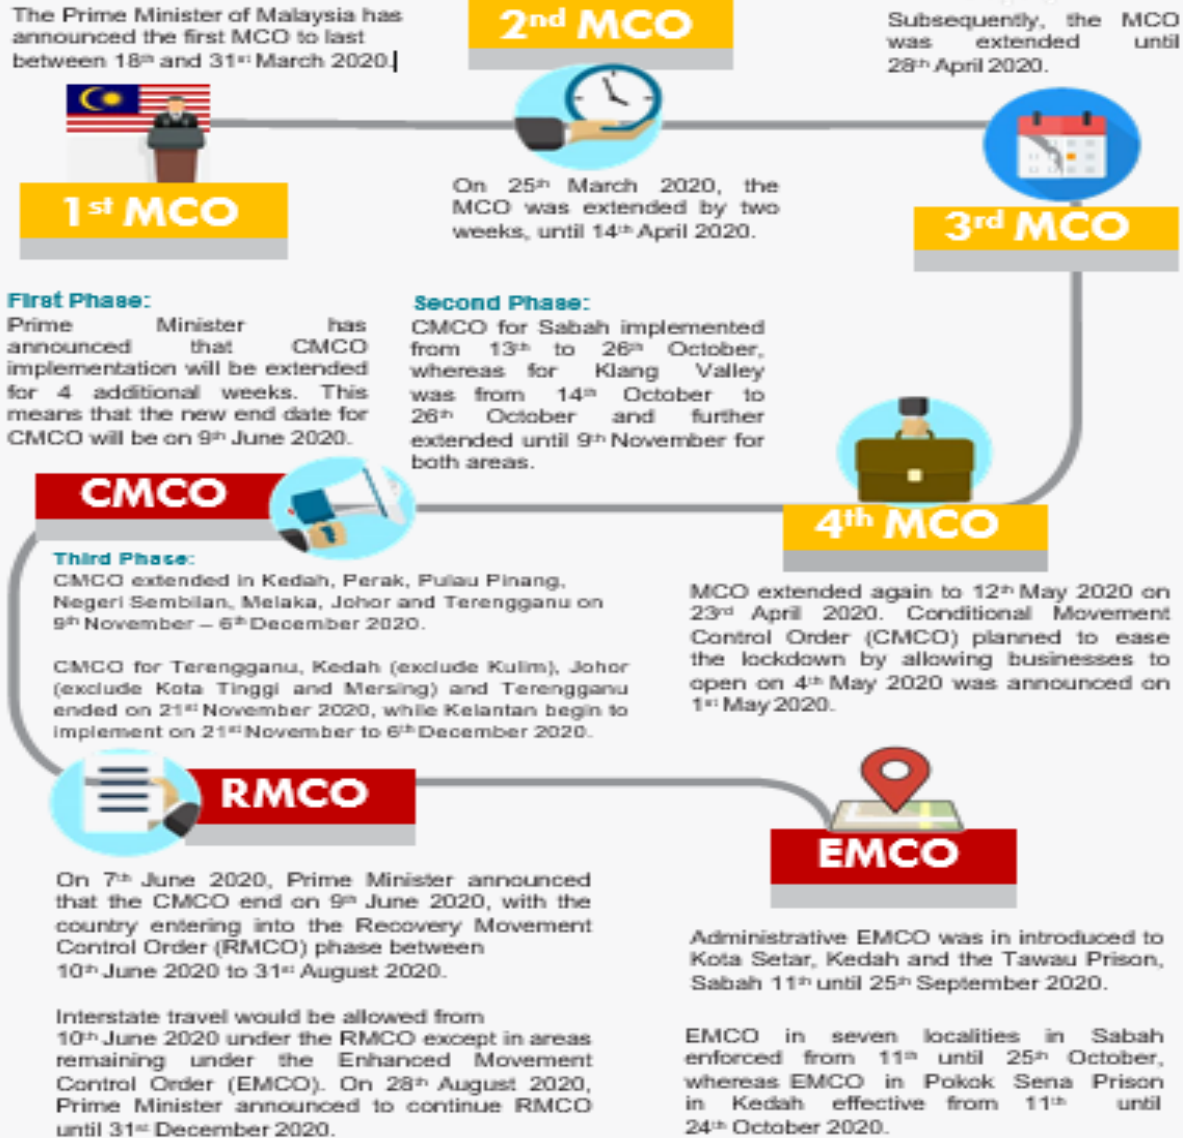 The Prime Minister of Malaysia has
announced the first MCO to last
between 18th and 31st March 2020.
1st MCO
2nd MCO
On 25th March 2020, the
MCO was extended by two
weeks, until 14th April 2020.
Subsequently, the MCO
was extended until
28th April 2020.
3rd MCO
4th MCO
MCO extended again to 12th May 2020 on
23rd April 2020. Conditional Movement
Control Order (CMCO) planned to ease
the lockdown by allowing businesses to
open on 4th May 2020 was announced on
1st May 2020.
First Phase:
Prime Minister has
announced that CMCO
implementation will be extended
for 4 additional weeks. This
means that the new end date for
CMCO will be on 9th June 2020.
Second Phase:
CMCO for Sabah implemented
from 13th to 26th October,
whereas for Klang Valley
was from 14th October to
26th October and further
extended until 9th November for
both areas.
CMCO
Third Phase:
CMCO extended in Kedah, Perak, Pulau Pinang,
Negeri Sembilan, Melaka, Johor and Terengganu on
9th November – 6th December 2020.
CMCO for Terengganu, Kedah (exclude Kulim), Johor
(exclude Kota Tinggi and Mersing) and Terengganu
ended on 21st November 2020, while Kelantan begin to
implement on 21st November to 6th December 2020.
RMCO
On 7th June 2020, Prime Minister announced
that the CMCO end on 9th June 2020, with the
country entering into the Recovery Movement
Control Order (RMCO) phase between
10th June 2020 to 31st August 2020.
Interstate travel would be allowed from
10th June 2020 under the RMCO except in areas
remaining under the Enhanced Movement
Control Order (EMCO). On 28th August 2020,
Prime Minister announced to continue RMCO
until 31st December 2020.
EMCO
Administrative EMCO was in introduced to
Kota Setar, Kedah and the Tawau Prison,
Sabah 11th until 25th September 2020.
EMCO in seven localities in Sabah
enforced from 11th until 25th October,
whereas EMCO in Pokok Sena Prison
in Kedah effective from 11th until
24th October 2020.